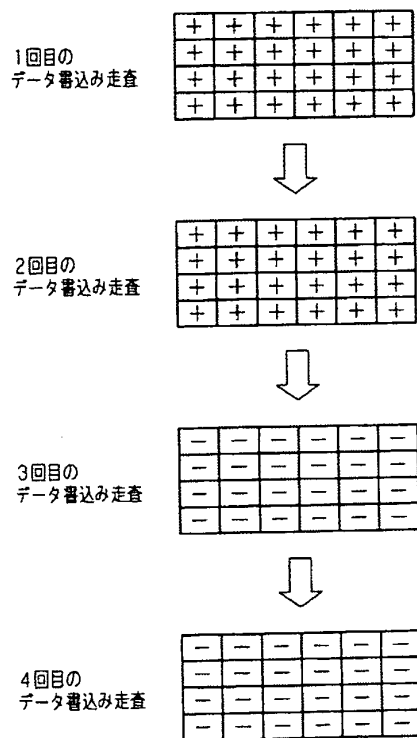 1回目の
データ書込み走査
+ + + + + +
+ + + + + +
+ + + + + +
+ + + + + +
2回目の
データ書込み走査
+ + + + + +
+ + + + + +
+ + + + + +
+ + + + + +
3回目の
データ書込み走査
− − − − − −
− − − − − −
− − − − − −
− − − − − −
4回目の
データ書込み走査
− − − − − −
− − − − − −
− − − − − −
− − − − − −